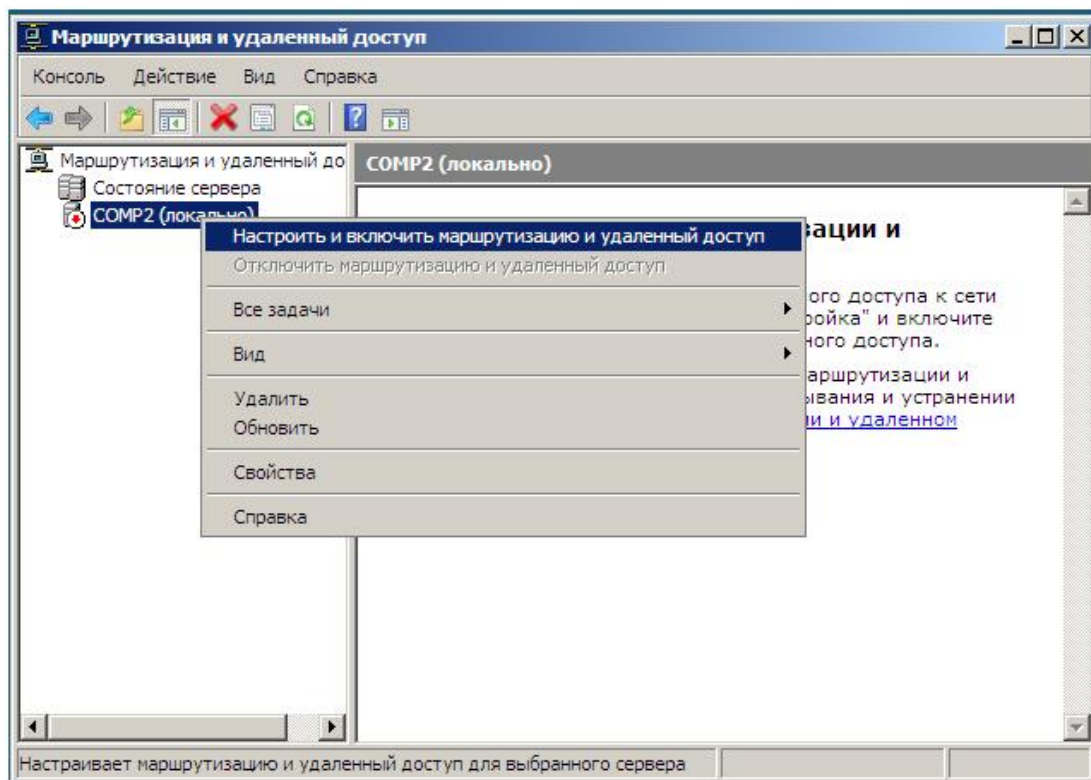 Маршрутизация и удаленный доступ
Консоль Действие Вид Справка
Маршрутизация и удаленный до
Состояние сервера
COMP2 (локально)
COMP2 (локально)
Настроить и включить маршрутизацию и удаленный доступ
Отключить маршрутизацию и удаленный доступ
Все задачи
Вид
Удалить
Обновить
Свойства
Справка
зации и
ого доступа к сети
ройка" и включите
ного доступа.
аршрутизации и
ывания и устранении
ии и удаленном
Настраивает маршрутизацию и удаленный доступ для выбранного сервера